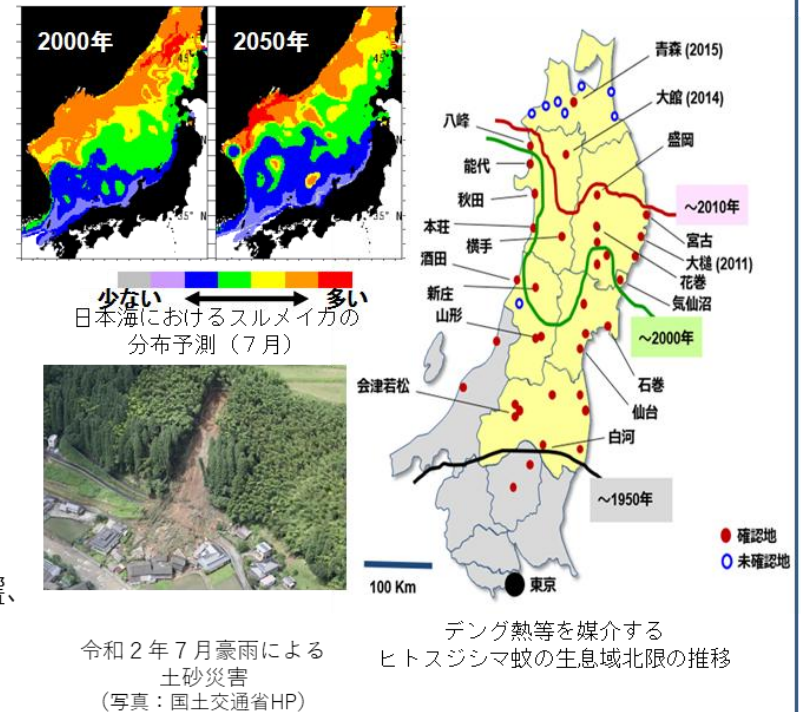 2000年
2050年
45°
45° N
35° N
35° N
少ない
多い
日本海におけるスルメイカの
分布予測（７月）
令和２年７月豪雨による
土砂災害
（写真：国土交通省HP）
青森 (2015)
大館 (2014)
八峰
盛岡
能代
秋田
～2010年
本荘
宮古
横手
大槌 (2011)
酒田
花巻
新庄
気仙沼
山形
～2000年
会津若松
石巻
仙台
白河
～1950年
確認地
未確認地
100 Km
東京
デング熱等を媒介する
ヒトスジシマ蚊の生息域北限の推移